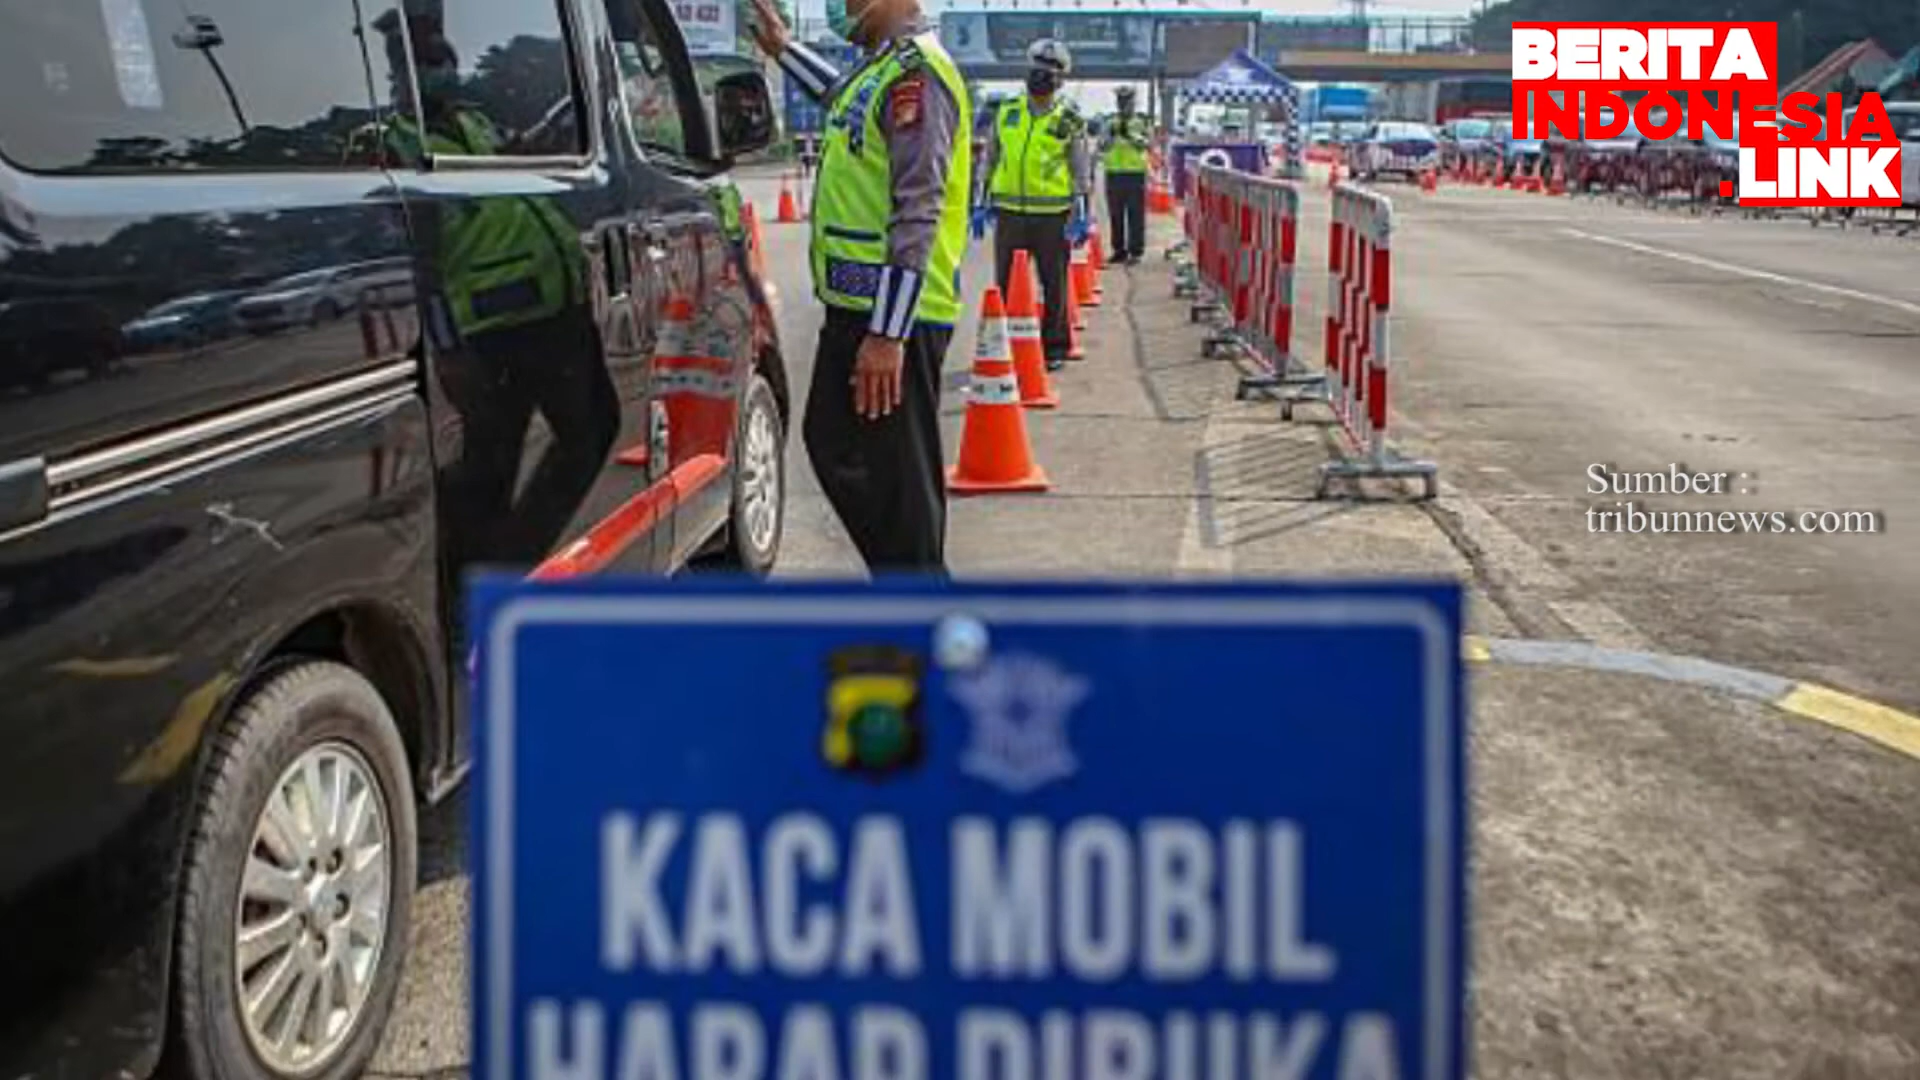 BERITA
INDONESIA
.LINK
Sumber :
tribunnews.com
KACA MOBIL
HARAP DIBUKA